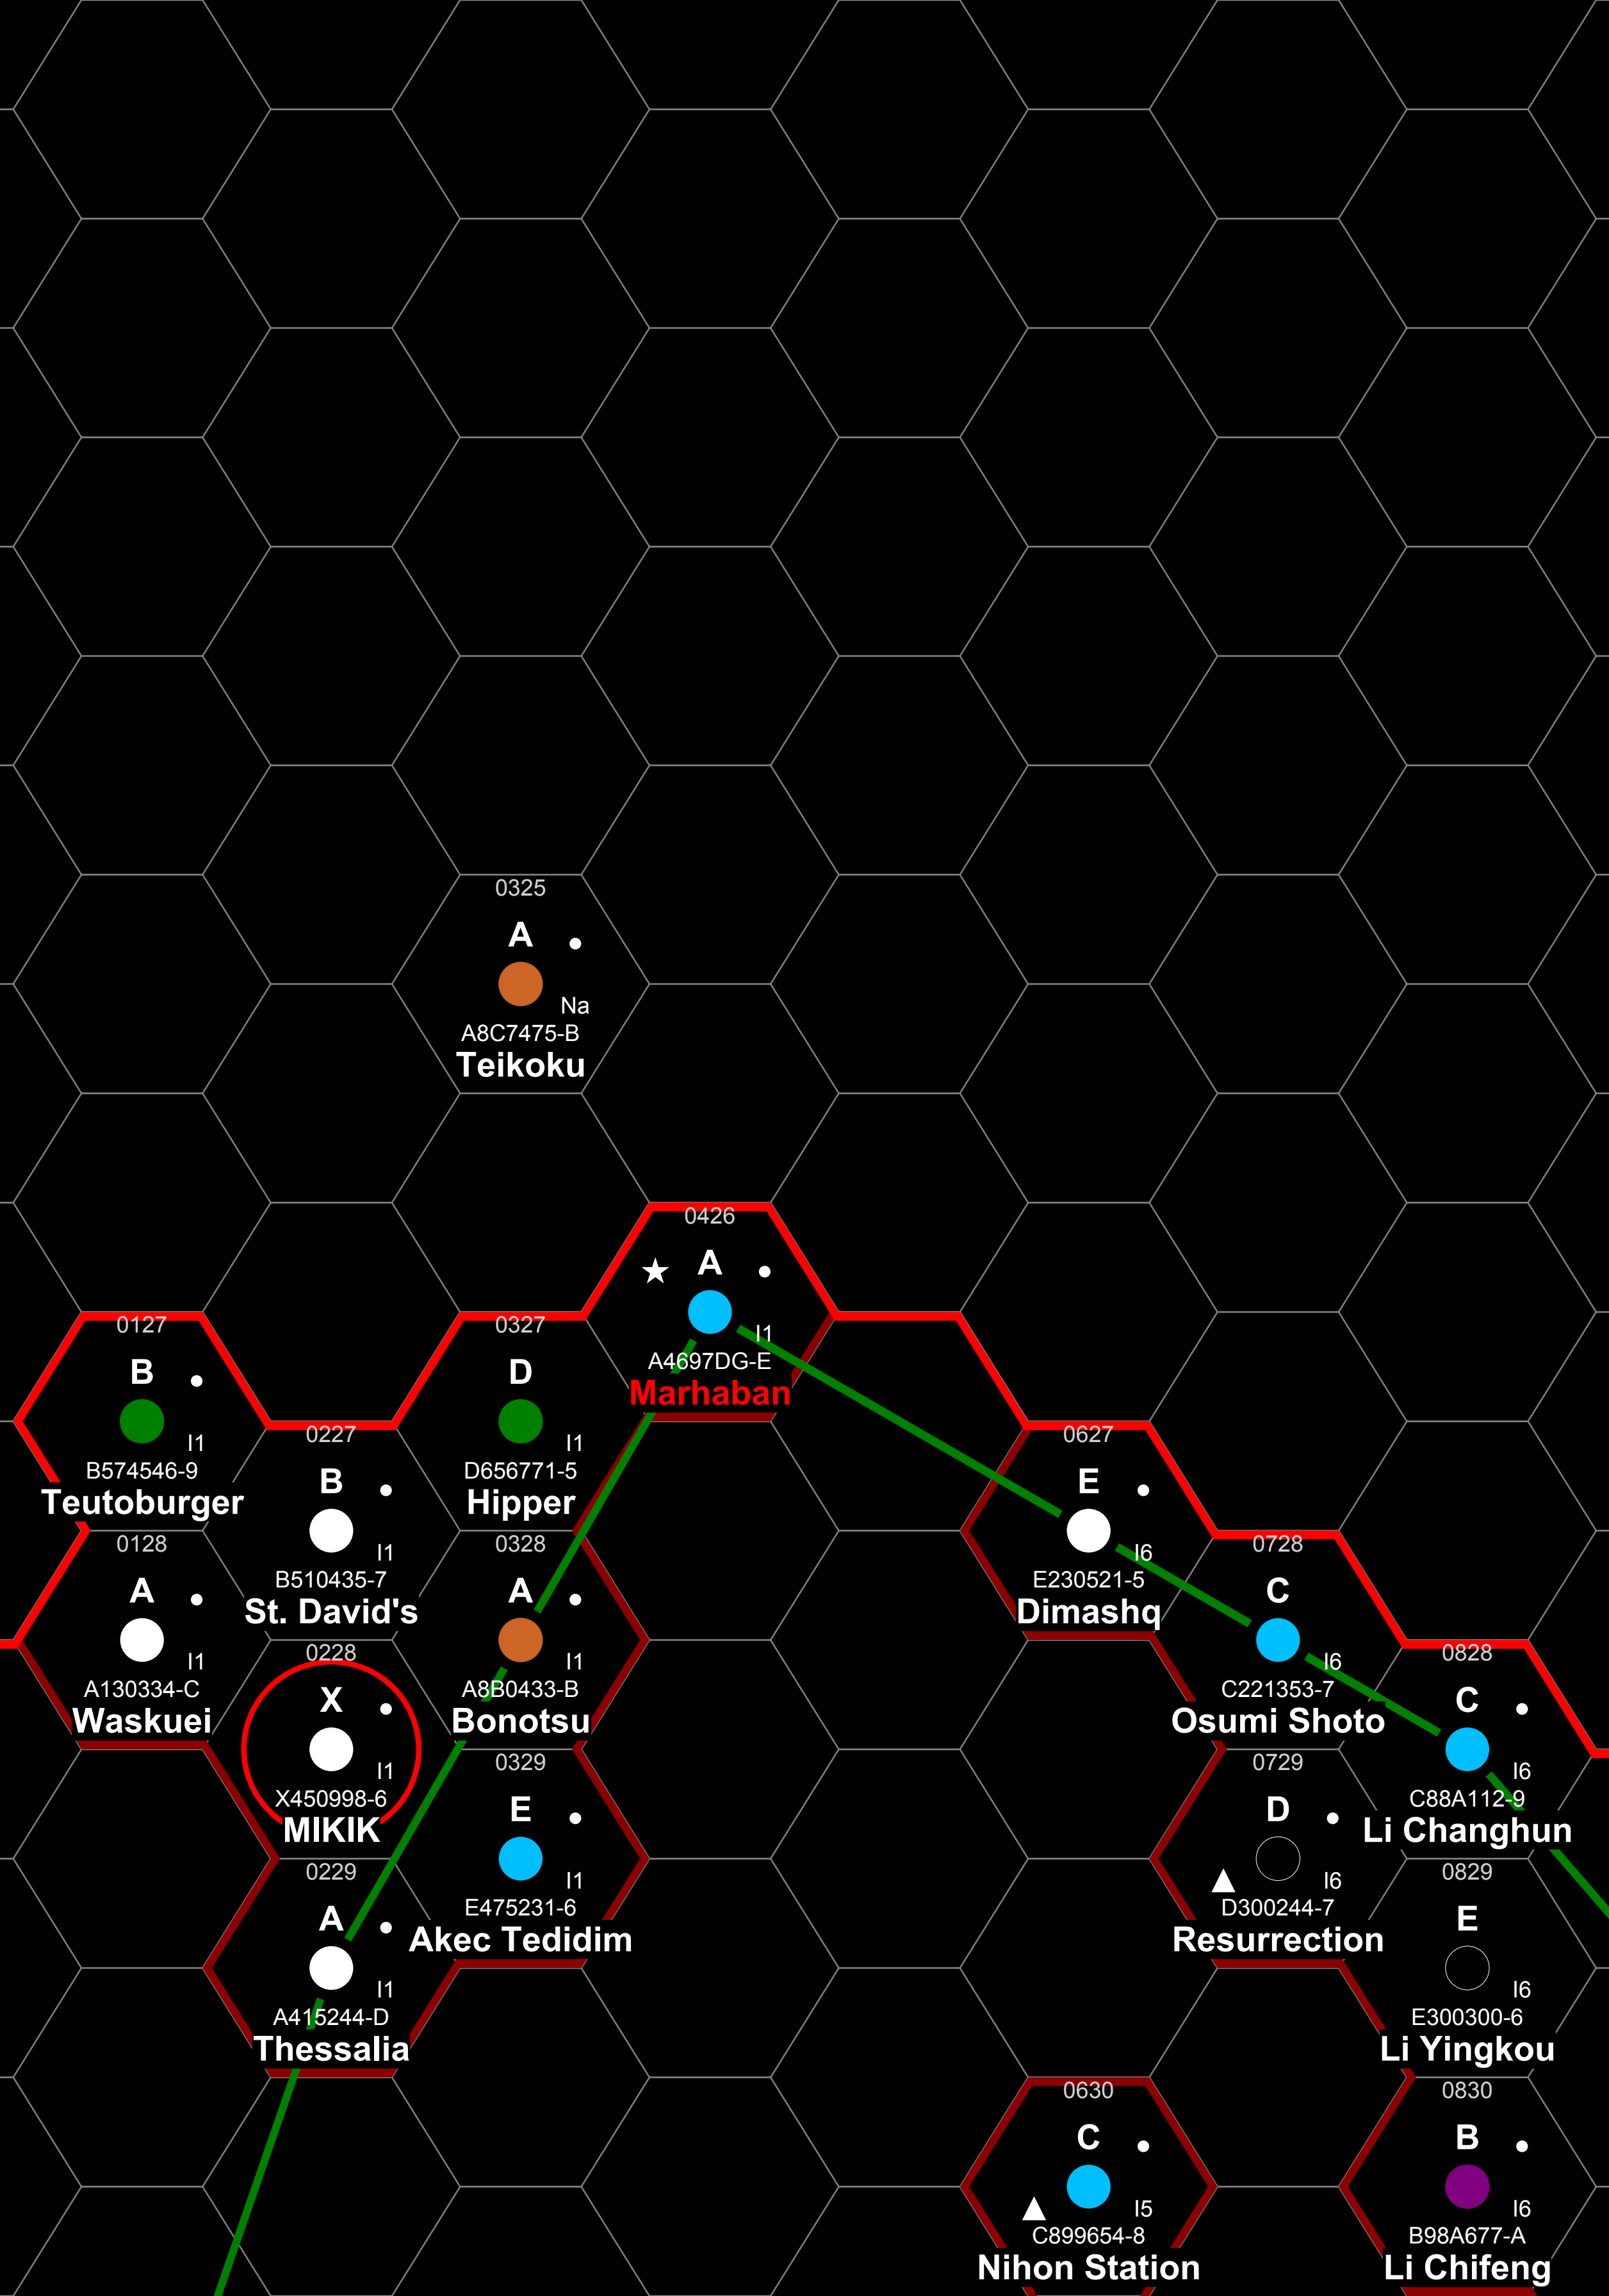 0325
A
Na
A8C7475-B
Teikoku
0426
A
I1
A4697DG-E
Marhaban
0127
B
I1
B574546-9
Teutoburger
0327
D
I1
D656771-5
Hipper
0227
B
I1
B510435-7
St. David's
0627
E
I6
E230521-5
Dimashq
0128
A
I1
A130334-C
Waskuei
0328
A
I1
A8B0433-B
Bonotsu
0728
C
I6
C221353-7
Osumi Shoto
0228
X
I1
X450998-6
MIKIK
0828
C
I6
C88A112-9
Li Changhun
0329
E
I1
E475231-6
Akec Tedidim
0729
D
I6
D300244-7
Resurrection
0229
A
I1
A415244-D
Thessalia
0829
E
I6
E300300-6
Li Yingkou
0630
C
I5
C899654-8
Nihon Station
0830
B
I6
B98A677-A
Li Chifeng